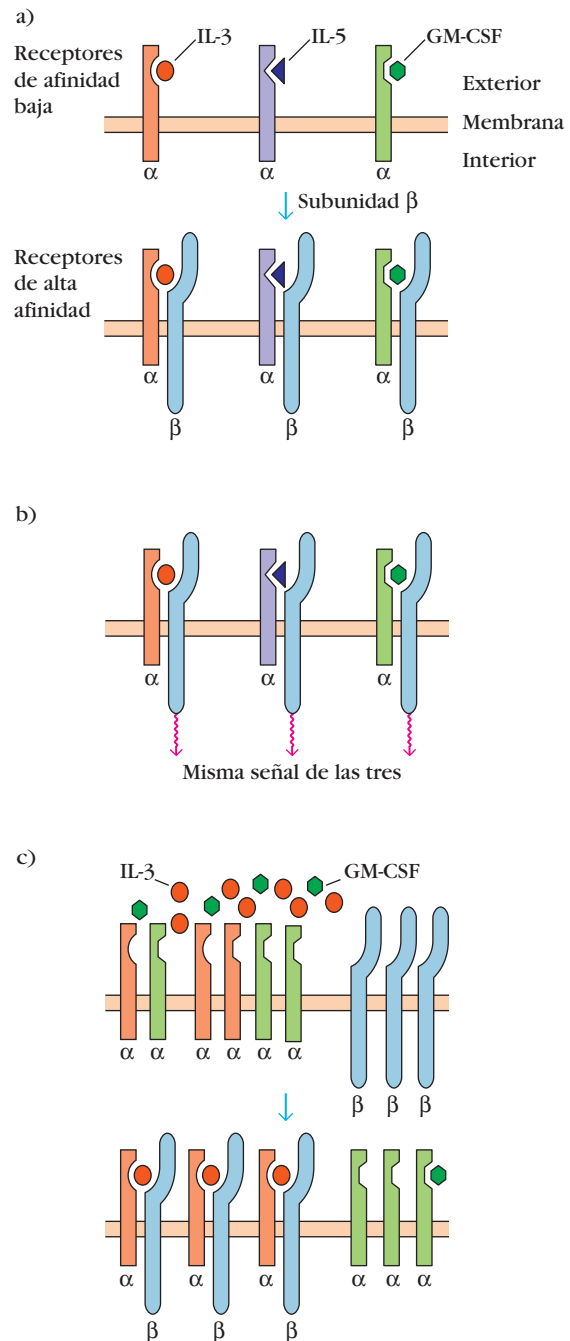 a)
IL-3
IL-5
GM-CSF
Receptores
de afinidad
baja
Exterior
Membrana
Interior
α α α
Subunidad β
Receptores
de alta
afinidad
α α α
β β β
b)
α α α
Misma señal de las tres
c)
IL-3
GM-CSF
α α α α α α
β β β
α α α α α α
β β β